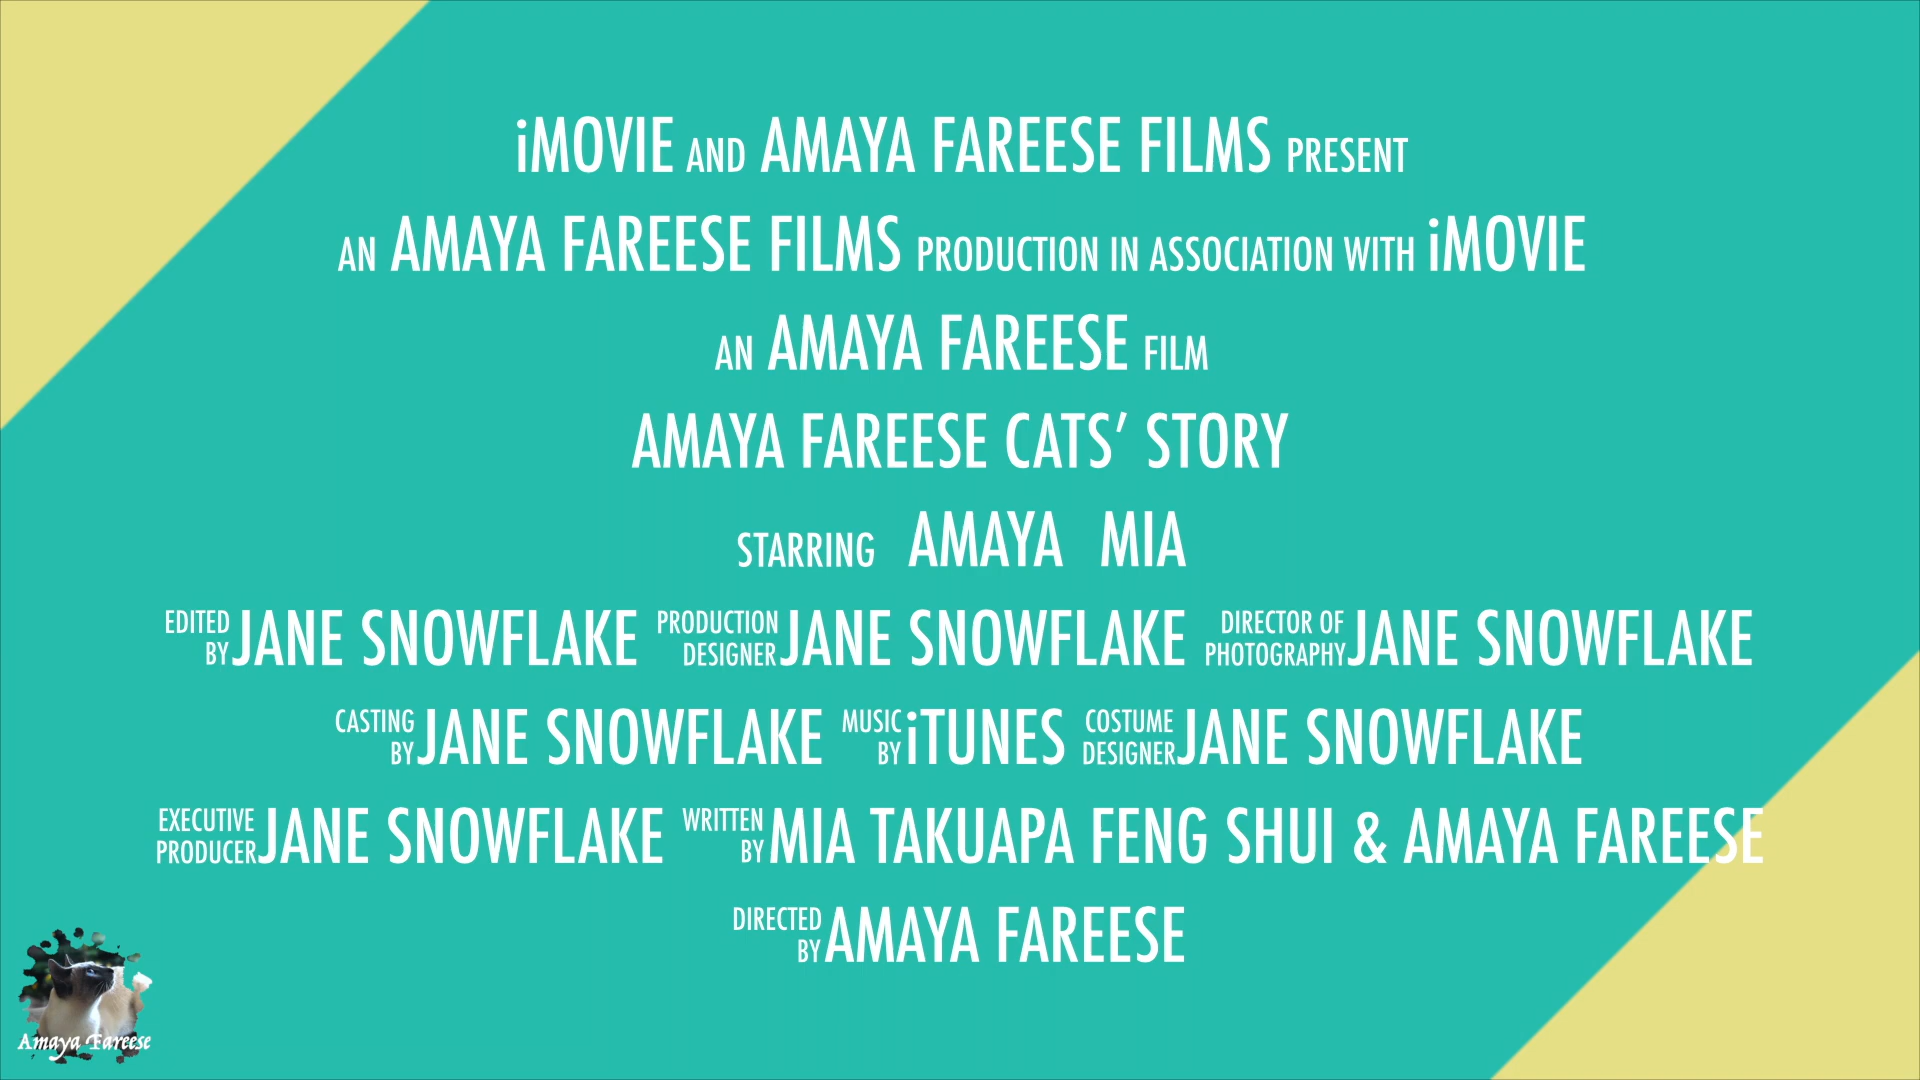 iMOVIE AND AMAYA FAREESE FILMS PRESENT
AN AMAYA FAREESE FILMS PRODUCTION IN ASSOCIATION WITH iMOVIE
AN AMAYA FAREESE FILM
AMAYA FAREESE CATS’ STORY
STARRING AMAYA MIA
EDITED BY JANE SNOWFLAKE PRODUCTION DESIGNER JANE SNOWFLAKE DIRECTOR OF PHOTOGRAPHY JANE SNOWFLAKE
CASTING BY JANE SNOWFLAKE MUSIC BY iTUNES COSTUME DESIGNER JANE SNOWFLAKE
EXECUTIVE PRODUCER JANE SNOWFLAKE WRITTEN BY MIA TAKUAPA FENG SHUI & AMAYA FAREESE
DIRECTED BY AMAYA FAREESE
Amaya Fareese